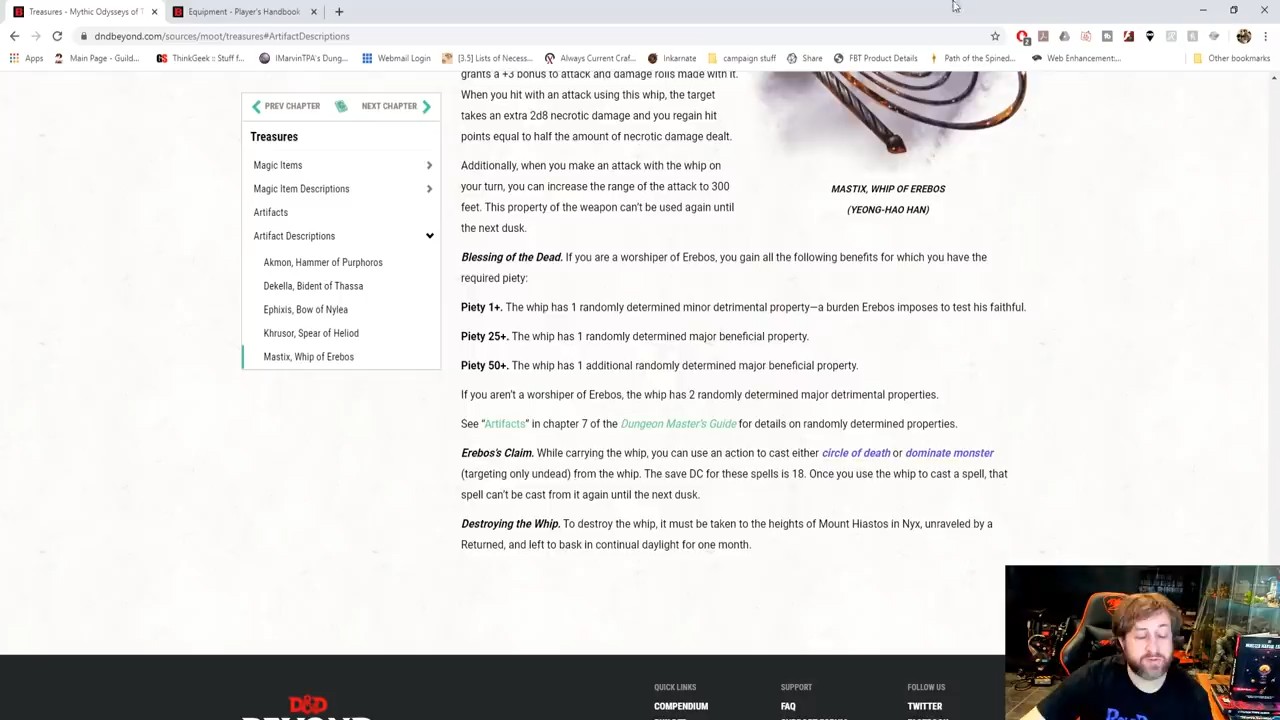 Treasures - Mythic Odysseys of T
Equipment - Player's Handbook
dndbeyond.com/sources/moot/treasures#ArtifactDescriptions
Apps
Main Page - Guild...
ThinkGeek :: Stuff f...
IMarvinTPA's Dung...
Webmail Login
[3.5] Lists of Necess...
Always Current Craf...
Inkarnate
campaign stuff
Share
FBT Product Details
Path of the Spined...
Web Enhancement:...
Other bookmarks
PREV CHAPTER
NEXT CHAPTER
Treasures
Magic Items
Magic Item Descriptions
Artifacts
Artifact Descriptions
Akmon, Hammer of Purphoros
Dekella, Bident of Thassa
Ephixis, Bow of Nylea
Khrusor, Spear of Heliod
Mastix, Whip of Erebos
grants a +3 bonus to attack and damage rolls made with it.
When you hit with an attack using this whip, the target
takes an extra 2d8 necrotic damage and you regain hit
points equal to half the amount of necrotic damage dealt.
Additionally, when you make an attack with the whip on
your turn, you can increase the range of the attack to 300
feet. This property of the weapon can't be used again until
the next dusk.
MASTIX, WHIP OF EREBOS
(YEONG-HAO HAN)
Blessing of the Dead. If you are a worshiper of Erebos, you gain all the following benefits for which you have the
required piety:
Piety 1+. The whip has 1 randomly determined minor detrimental property—a burden Erebos imposes to test his faithful.
Piety 25+. The whip has 1 randomly determined major beneficial property.
Piety 50+. The whip has 1 additional randomly determined major beneficial property.
If you aren't a worshiper of Erebos, the whip has 2 randomly determined major detrimental properties.
See “Artifacts” in chapter 7 of the Dungeon Master's Guide for details on randomly determined properties.
Erebos's Claim. While carrying the whip, you can use an action to cast either circle of death or dominate monster
(targeting only undead) from the whip. The save DC for these spells is 18. Once you use the whip to cast a spell, that
spell can't be cast from it again until the next dusk.
Destroying the Whip. To destroy the whip, it must be taken to the heights of Mount Hiastos in Nyx, unraveled by a
Returned, and left to bask in continual daylight for one month.
D&D
BEYOND
QUICK LINKS
COMPENDIUM
SUPPORT
FAQ
FOLLOW US
TWITTER